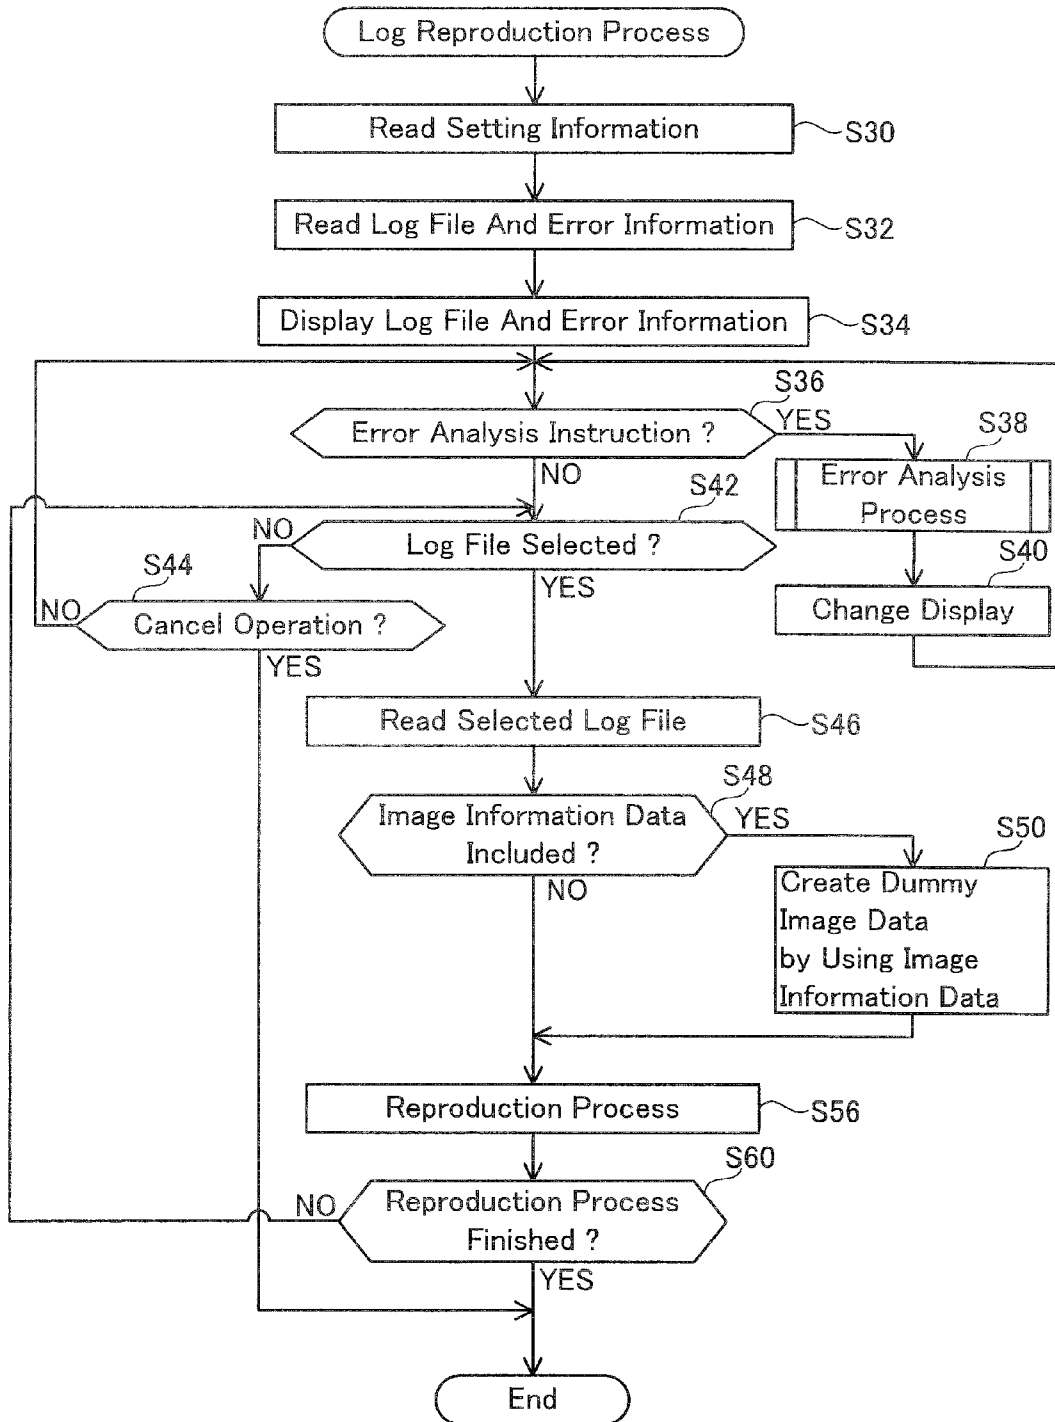 Log Reproduction Process
Read Setting Information
S30
Read Log File And Error Information
S32
Display Log File And Error Information
S34
S36
Error Analysis Instruction ?
YES
S38
NO
Error Analysis
Process
S42
NO
Log File Selected ?
S40
S44
YES
Change Display
NO
Cancel Operation ?
YES
Read Selected Log File
S46
S48
Image Information Data
Included ?
YES
S50
NO
Create Dummy
Image Data
by Using Image
Information Data
Reproduction Process
S56
S60
NO
Reproduction Process
Finished ?
YES
End